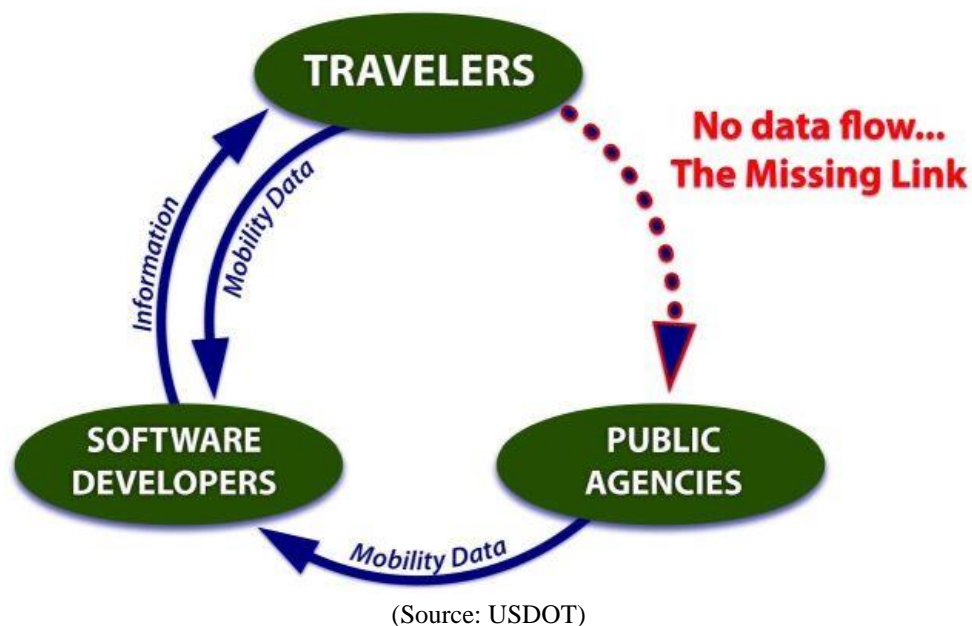 TRAVELERS
No data flow...
The Missing Link
Information
Mobility Data
SOFTWARE
DEVELOPERS
PUBLIC
AGENCIES
Mobility Data
(Source: USDOT)